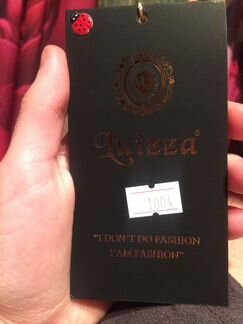 Luizza®
1004
“I DON'T DO FASHION
I'AM FASHION”